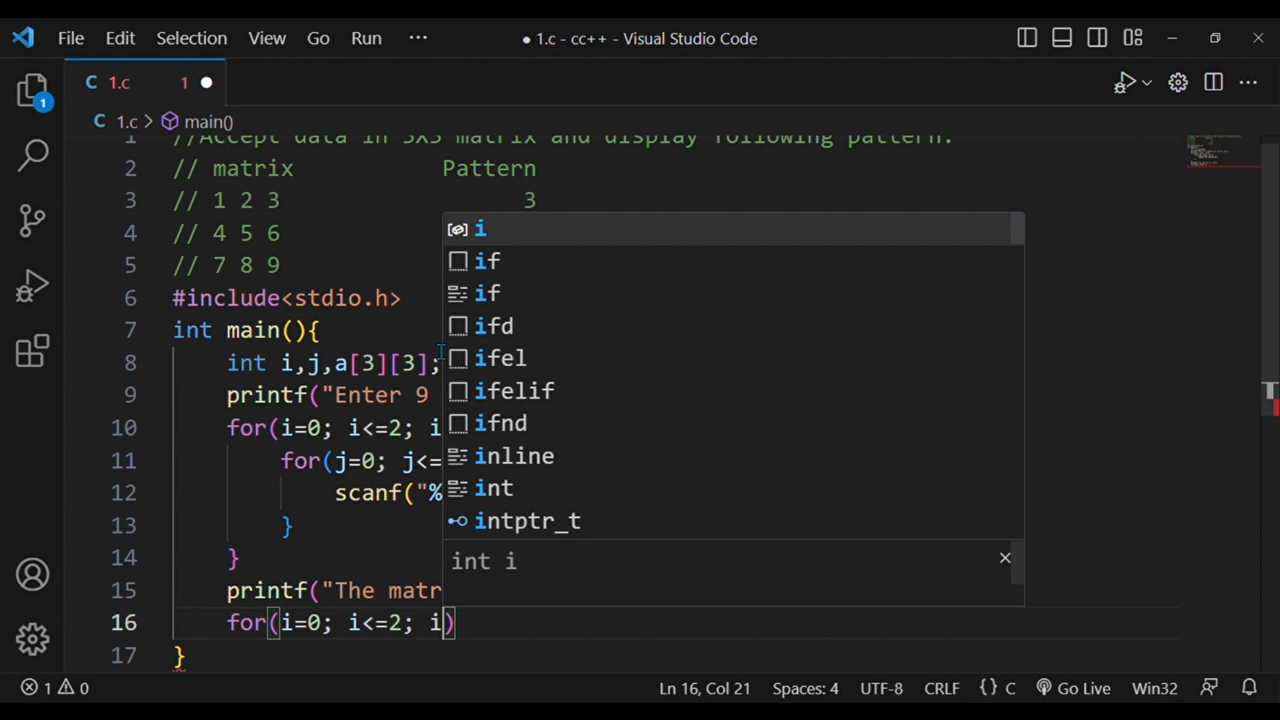 File Edit Selection View Go Run ··· ● 1.c - cc++ - Visual Studio Code
C 1.c 1 ●
C 1.c > main()
1 //Accept data in 3X3 matrix and display following pattern.
2 // matrix Pattern
3 // 1 2 3 3
4 // 4 5 6
5 // 7 8 9
6 #include<stdio.h>
7 int main(){
8 int i,j,a[3][3];
9 printf("Enter 9
10 for(i=0; i<=2; i
11 for(j=0; j<=
12 scanf("%
13 }
14 }
15 printf("The matr
16 for(i=0; i<=2; i)
17 }
i
if
if
ifd
ifel
ifelif
ifnd
inline
int
intptr_t
int i
1
1 0 Ln 16, Col 21 Spaces: 4 UTF-8 CRLF {} C Go Live Win32